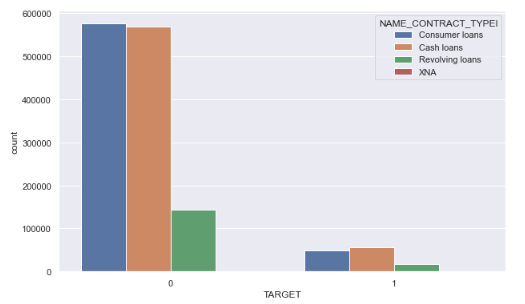 NAME_CONTRACT_TYPEI
Consumer loans
Cash loans
Revolving loans
XNA
600000
500000
400000
300000
200000
100000
0
count
0
1
TARGET